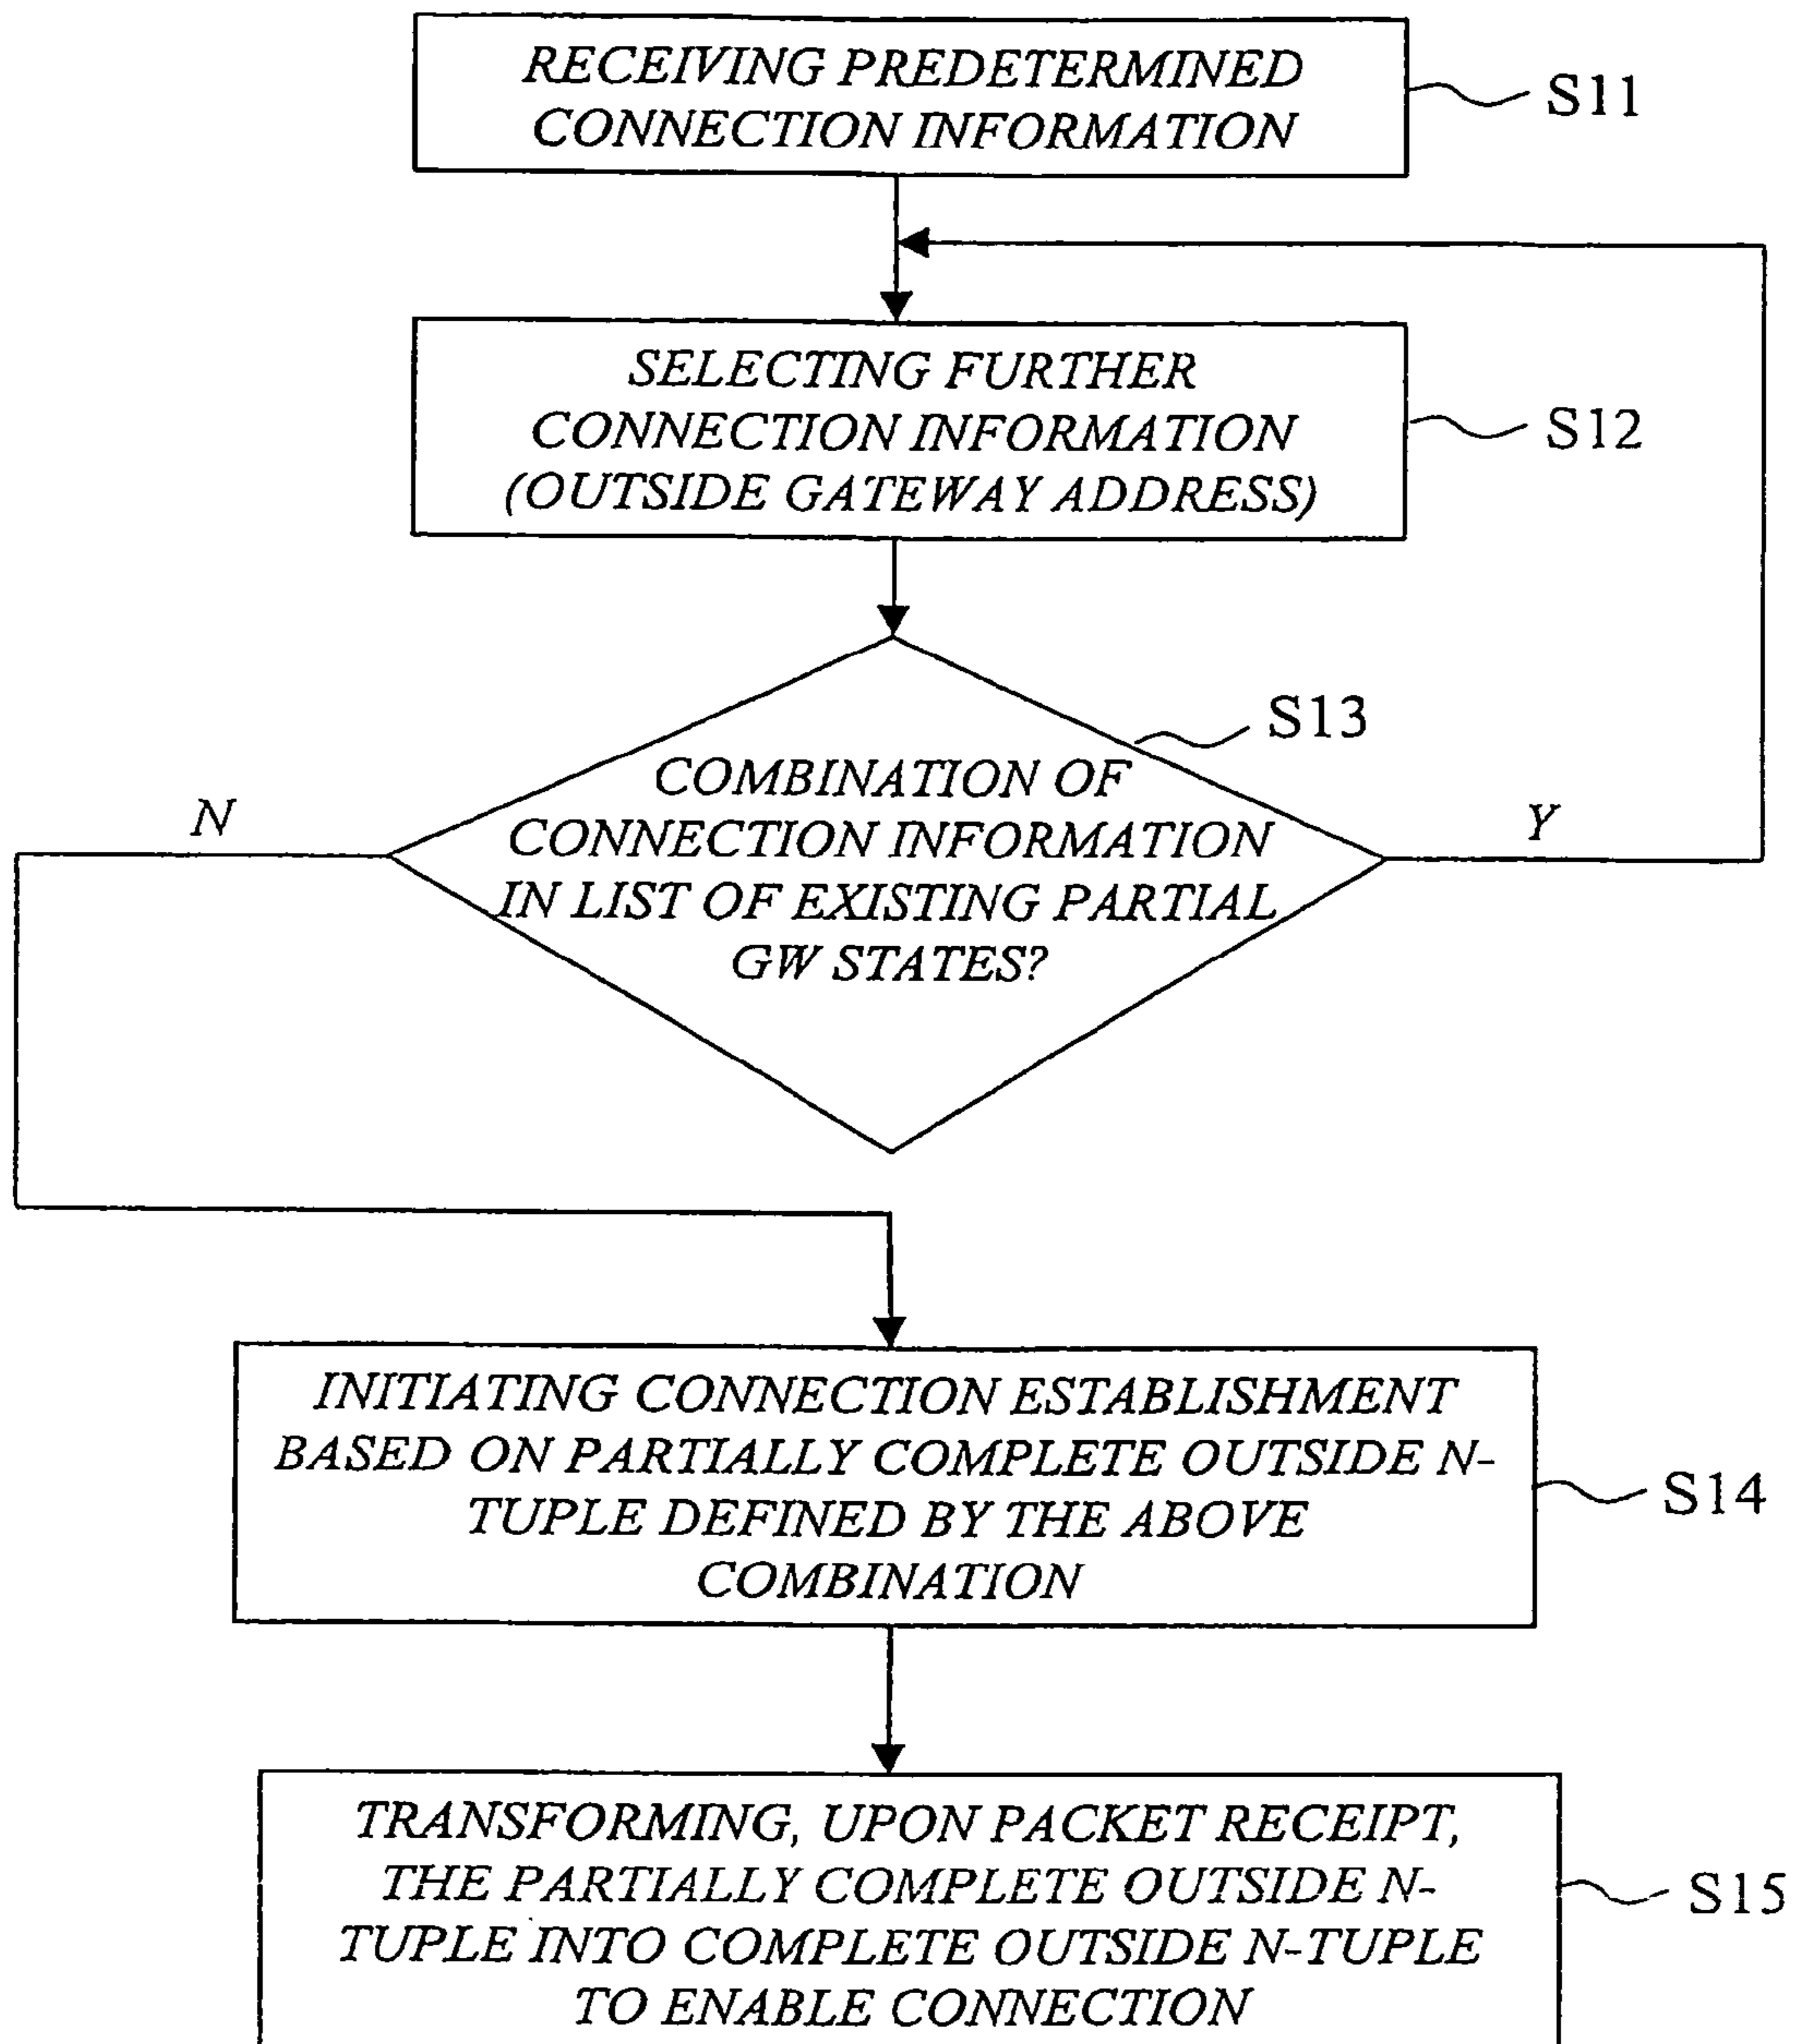 RECEIVING PREDETERMINED
CONNECTION INFORMATION
S11
SELECTING FURTHER
CONNECTION INFORMATION
(OUTSIDE GATEWAY ADDRESS)
S12
S13
COMBINATION OF
CONNECTION INFORMATION
IN LIST OF EXISTING PARTIAL
GW STATES?
N
Y
INITIATING CONNECTION ESTABLISHMENT
BASED ON PARTIALLY COMPLETE OUTSIDE N-
TUPLE DEFINED BY THE ABOVE
COMBINATION
S14
TRANSFORMING, UPON PACKET RECEIPT,
THE PARTIALLY COMPLETE OUTSIDE N-
TUPLE INTO COMPLETE OUTSIDE N-TUPLE
TO ENABLE CONNECTION
S15